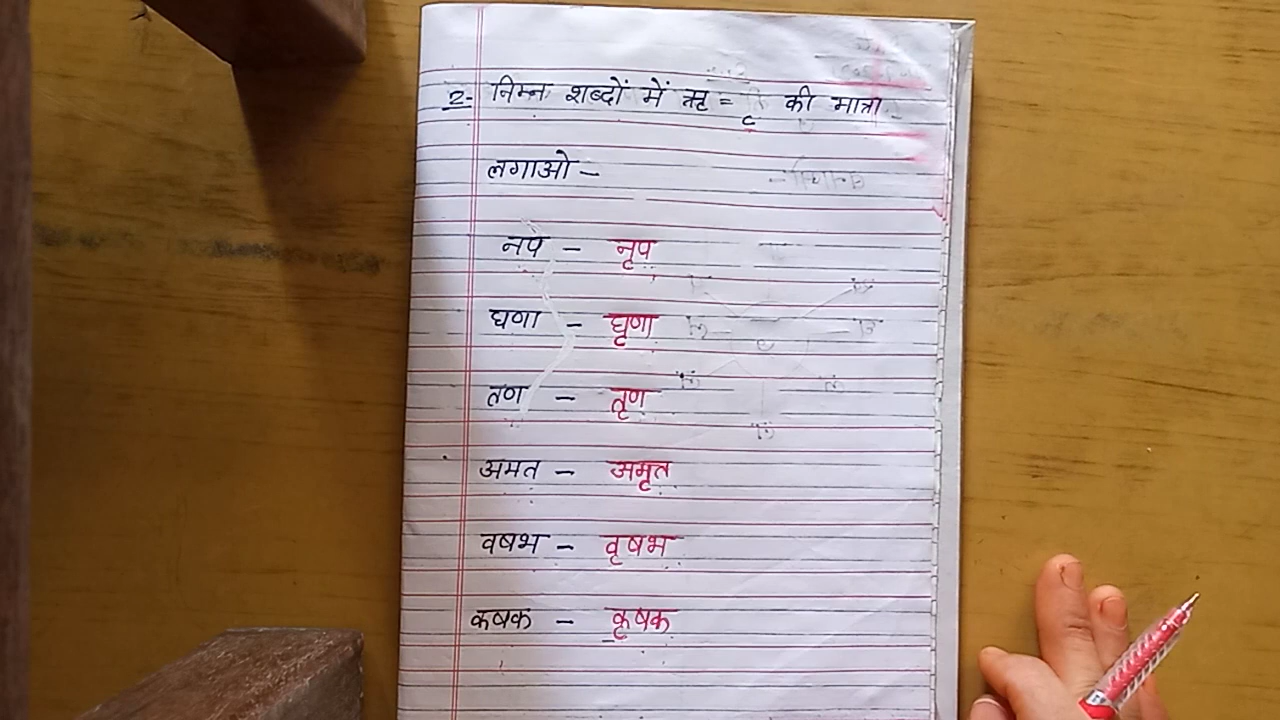 2- निम्न शब्दों में ऋ = ृ की मात्रा
लगाओ -
नप - नृप
घणा - घृणा
तण - तृण
अमत - अमृत
वषभ - वृषभ
कषक - कृषक